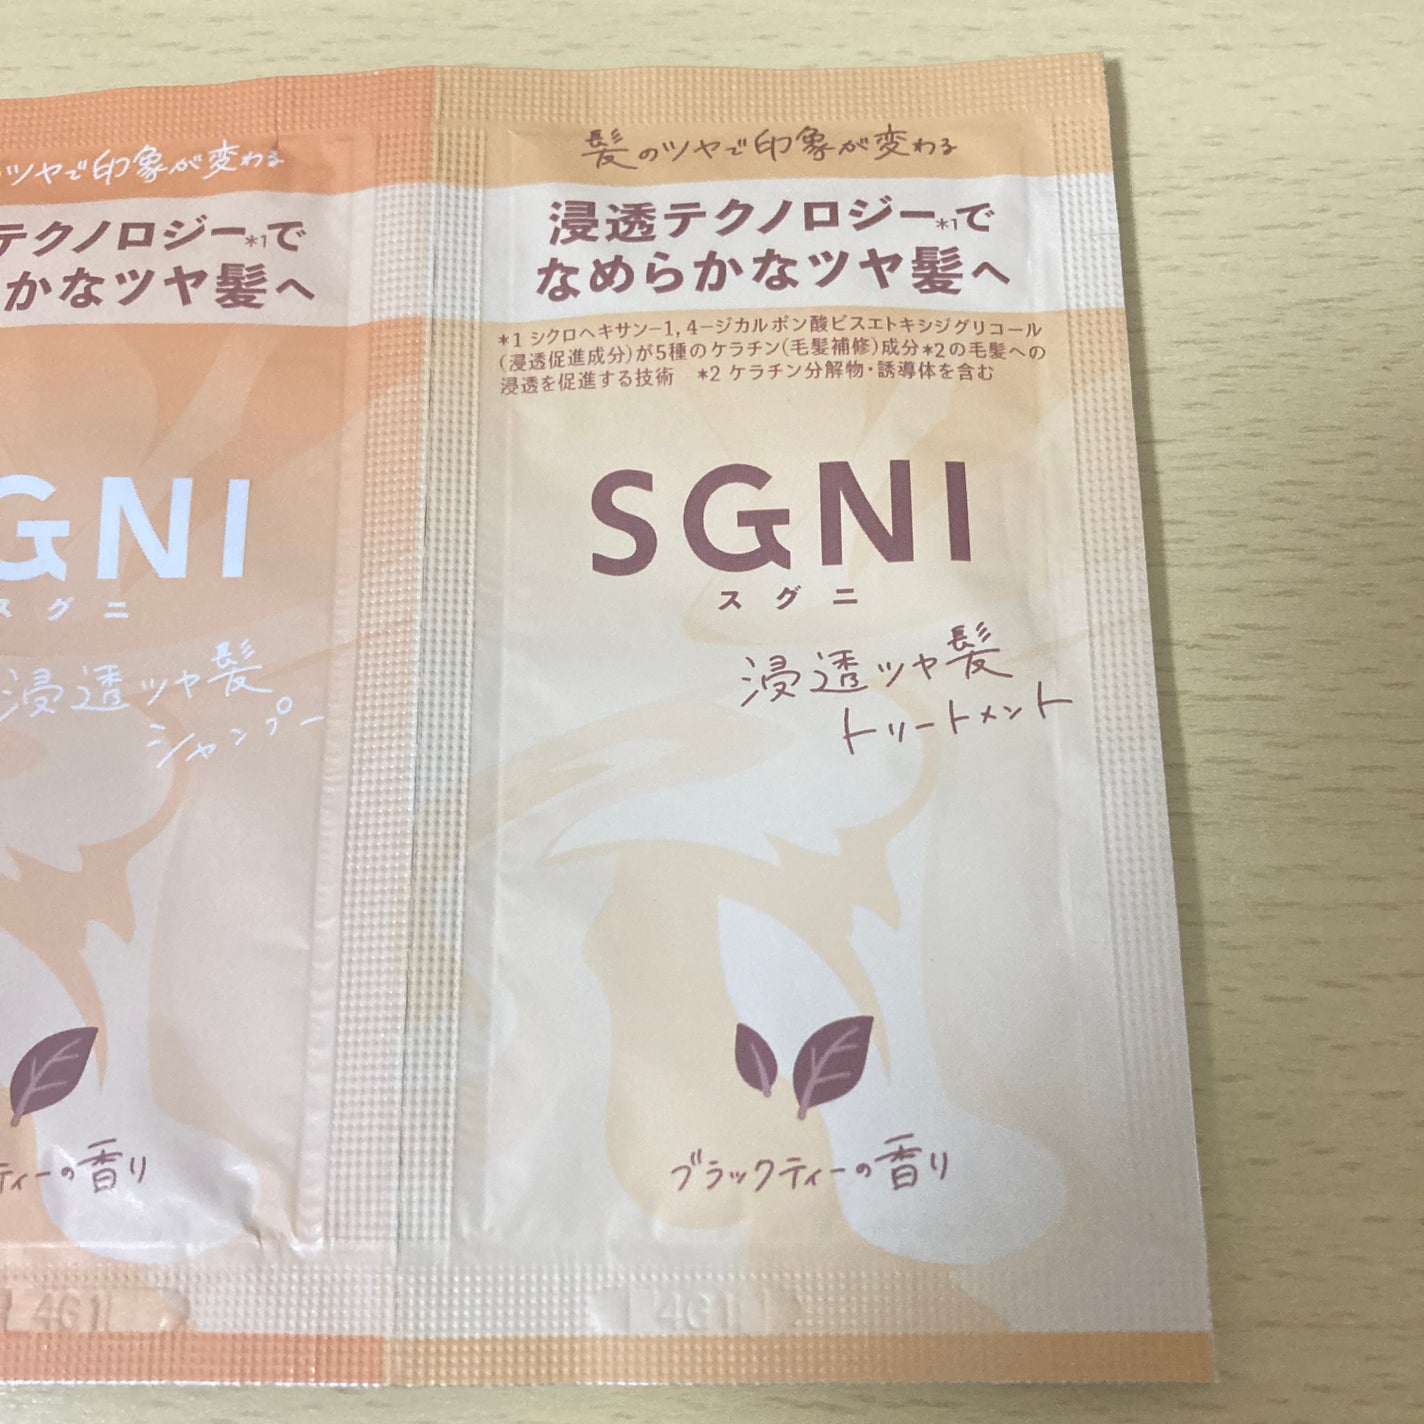 のツヤで印象が変わる
テクノロジー*1で
かなツヤ髪へ
GNI
スグニ
浸透ツヤ髪
シャンプー
ティーの香り
4G1
髪のツヤで印象が変わる
浸透テクノロジー*1で
なめらかなツヤ髪へ
*1 シクロヘキサン-1,4-ジカルボン酸ビスエトキシジグリコール
(浸透促進成分)が5種のケラチン(毛髪補修)成分*2の毛髪への
浸透を促進する技術 *2 ケラチン分解物・誘導体を含む
SGNI
スグニ
浸透ツヤ髪
トリートメント
ブラックティーの香り
4G1